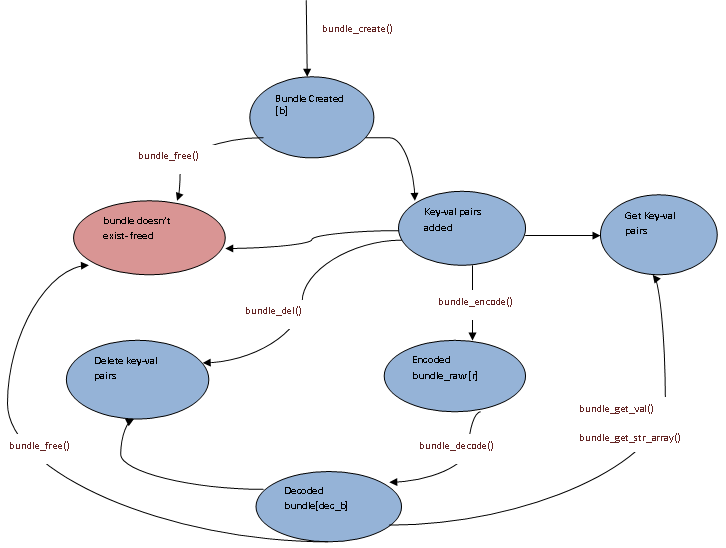 bundle_create()
Bundle Created
[b]
bundle_free()
bundle doesn't
exist- freed
Key-val pairs
added
Get Key-val
pairs
bundle_encode()
bundle_del()
Delete key-val
pairs
Encoded
bundle_raw[r]
bundle_get_val()
bundle_get_str_array()
bundle_free()
bundle_decode()
Decoded
bundle[dec_b]